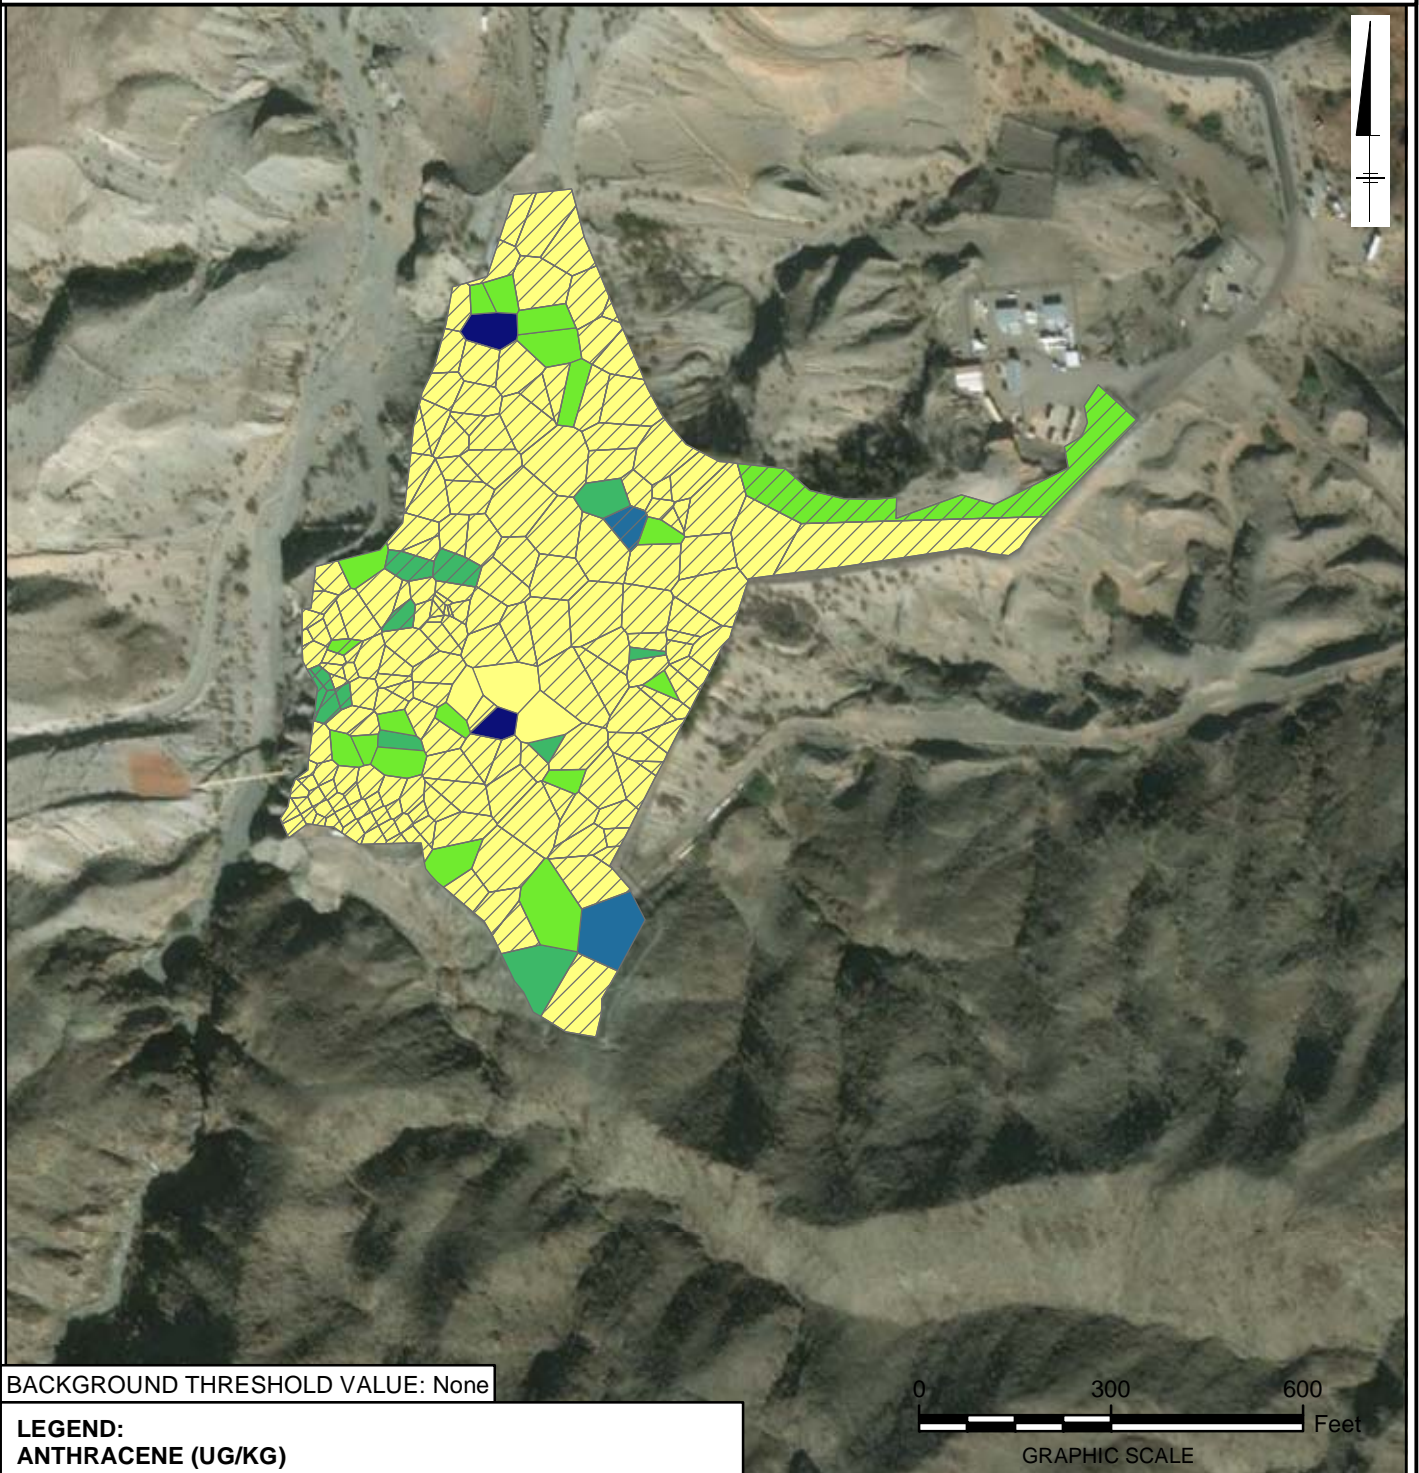 BACKGROUND THRESHOLD VALUE: None
LEGEND:
ANTHRACENE (UG/KG)
0 300 600
Feet
GRAPHIC SCALE